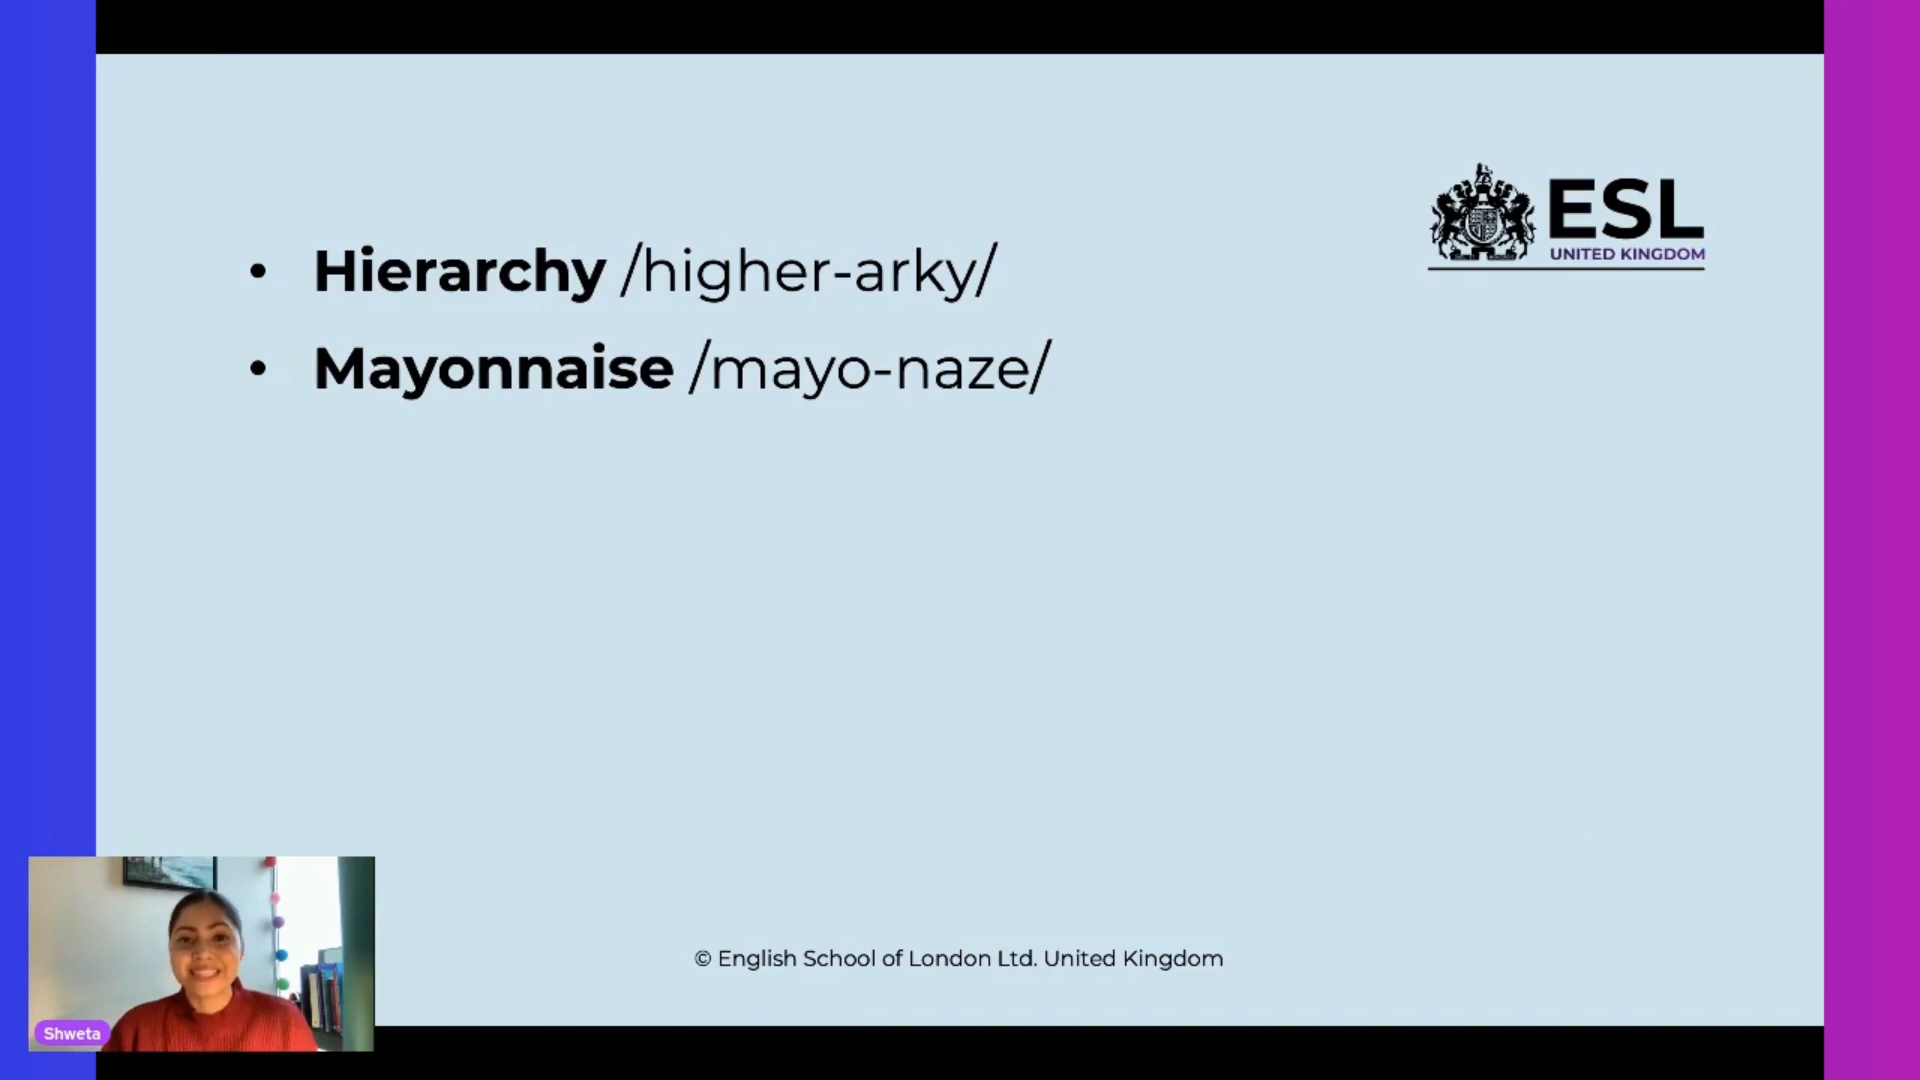 ESL
UNITED KINGDOM
• Hierarchy /higher-arky/
• Mayonnaise /mayo-naze/
© English School of London Ltd. United Kingdom
Shweta